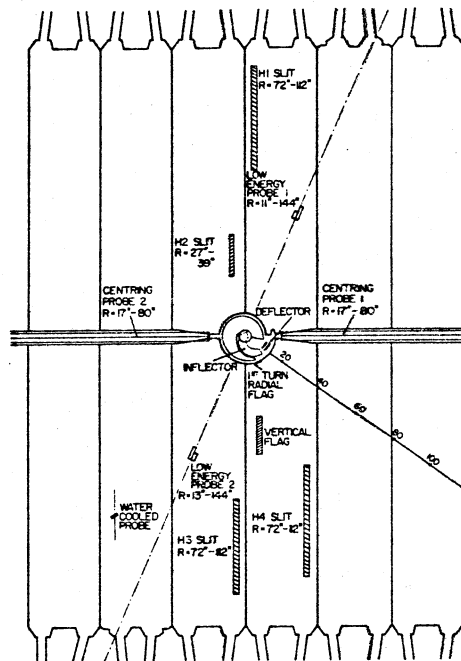 H1 SLIT
R=72"-112"
LOW
ENERGY
PROBE 1
R=11"-144"
H2 SLIT
R=27"-
39"
CENTRING
PROBE 2
R=17"-80"
DEFLECTOR
CENTRING
PROBE 1
R=17"-80"
INFLECTOR
1ST TURN
RADIAL
FLAG
20
40
60
80
100
VERTICAL
FLAG
LOW
ENERGY
PROBE 2
R=13"-144"
WATER
COOLED
PROBE
H3 SLIT
R=72"-112"
H4 SLIT
R=72"-112"